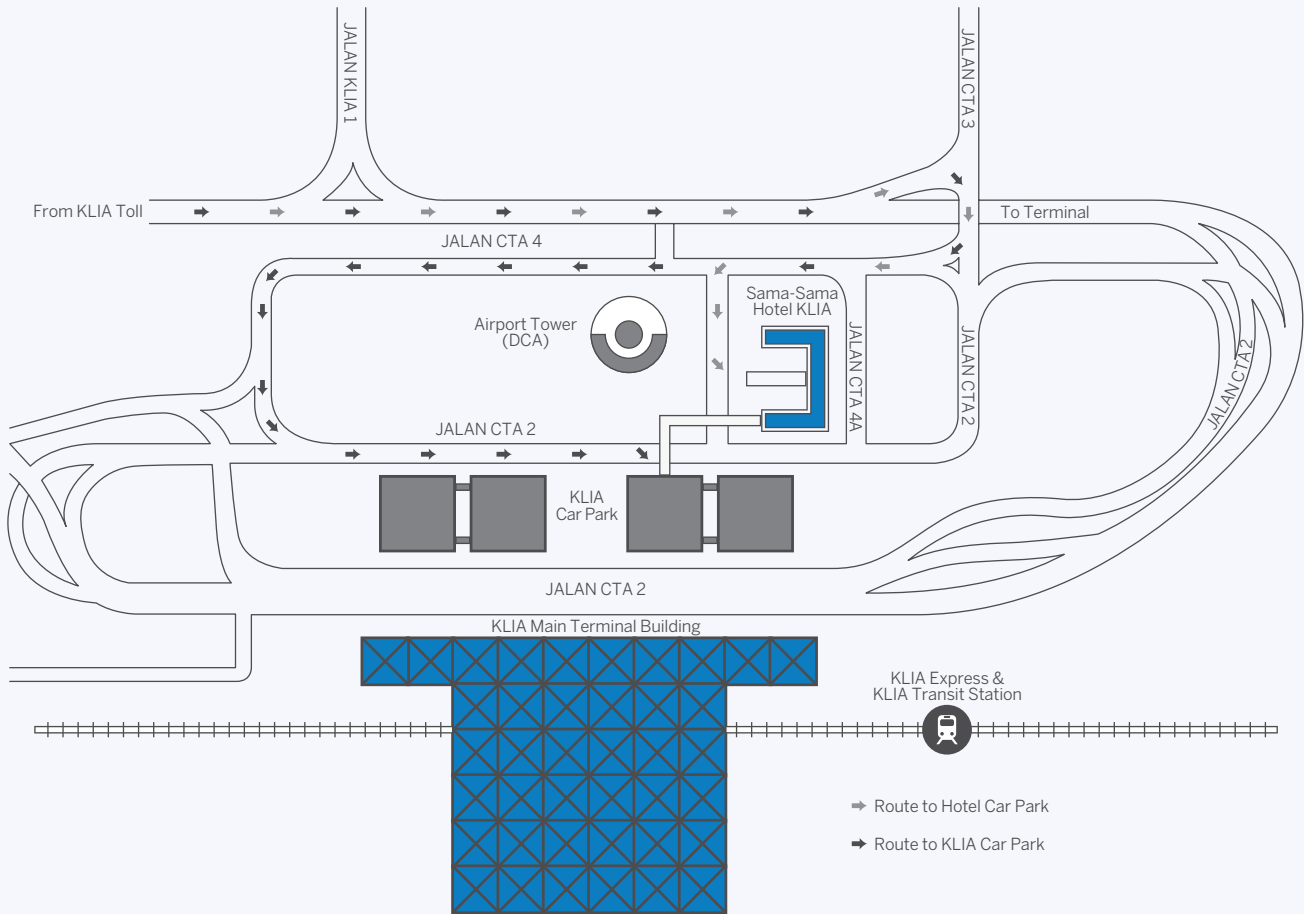 JALAN KLIA 1
JALAN CTA 3
From KLIA Toll
To Terminal
JALAN CTA 4
Sama-Sama
Hotel KLIA
Airport Tower
(DCA)
JALAN CTA 4A
JALAN CTA 2
JALAN CTA 2
JALAN CTA 2
KLIA
Car Park
JALAN CTA 2
KLIA Main Terminal Building
KLIA Express &
KLIA Transit Station
Route to Hotel Car Park
Route to KLIA Car Park